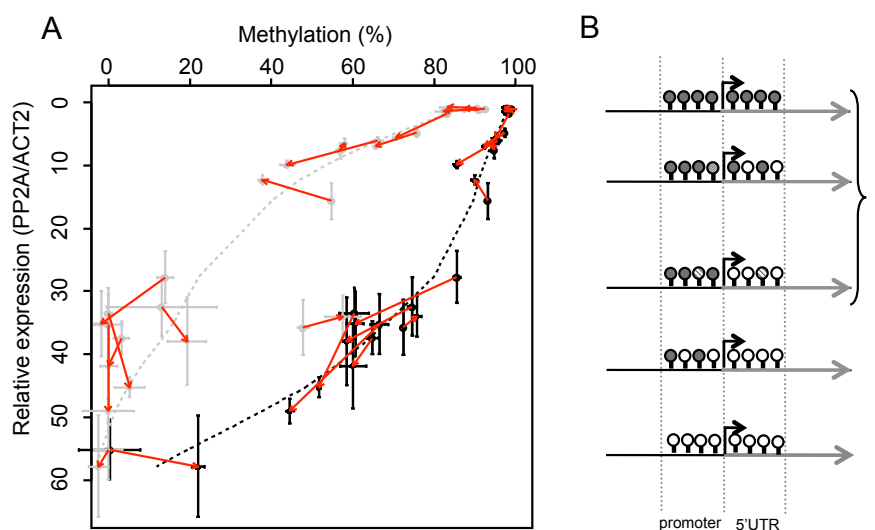 A
Methylation (%)
0 20 40 60 80 100
Relative expression (PP2A/ACT2)
0
10
20
30
40
50
60
B
promoter 5'UTR